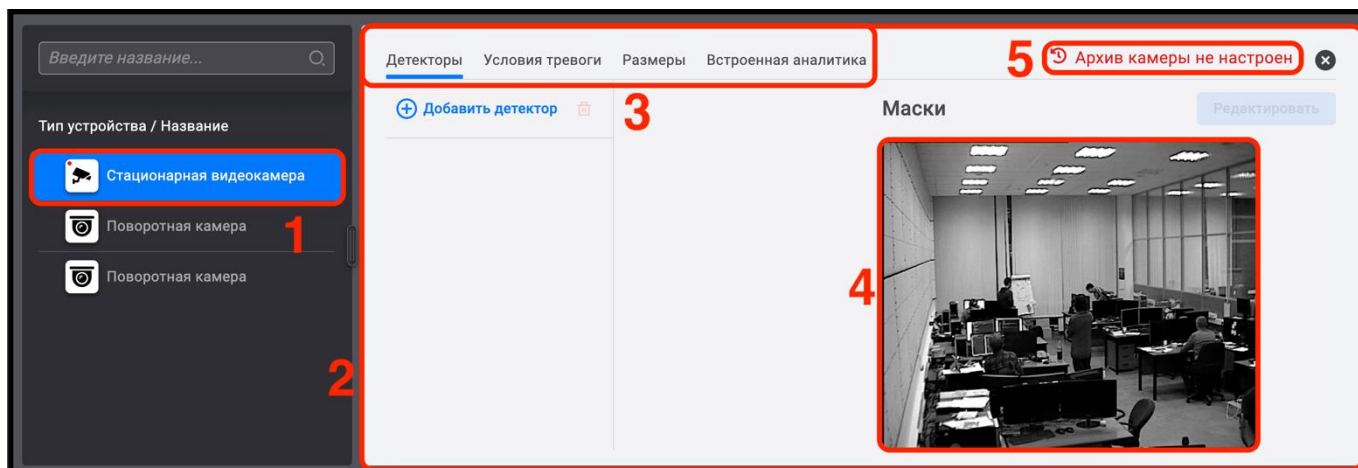 Введите название...
Тип устройства / Название
Стационарная видеокамера
1
Поворотная камера
Поворотная камера
2
Детекторы Условия тревоги Размеры Встроенная аналитика
3
5
Архив камеры не настроен
Добавить детектор
Маски
Редактировать
4